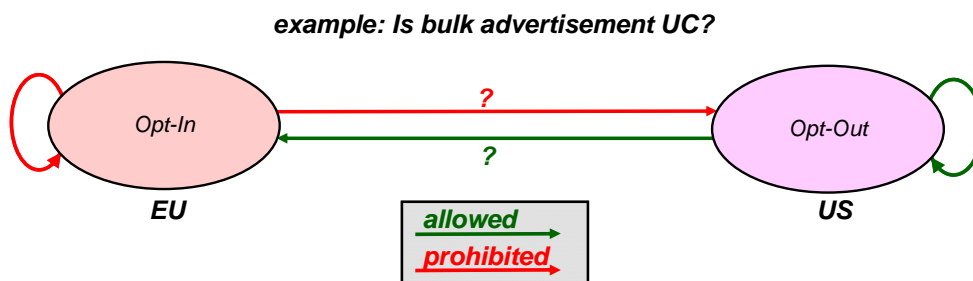 example: Is bulk advertisement UC?
?
Opt-In
Opt-Out
?
EU
US
allowed
prohibited